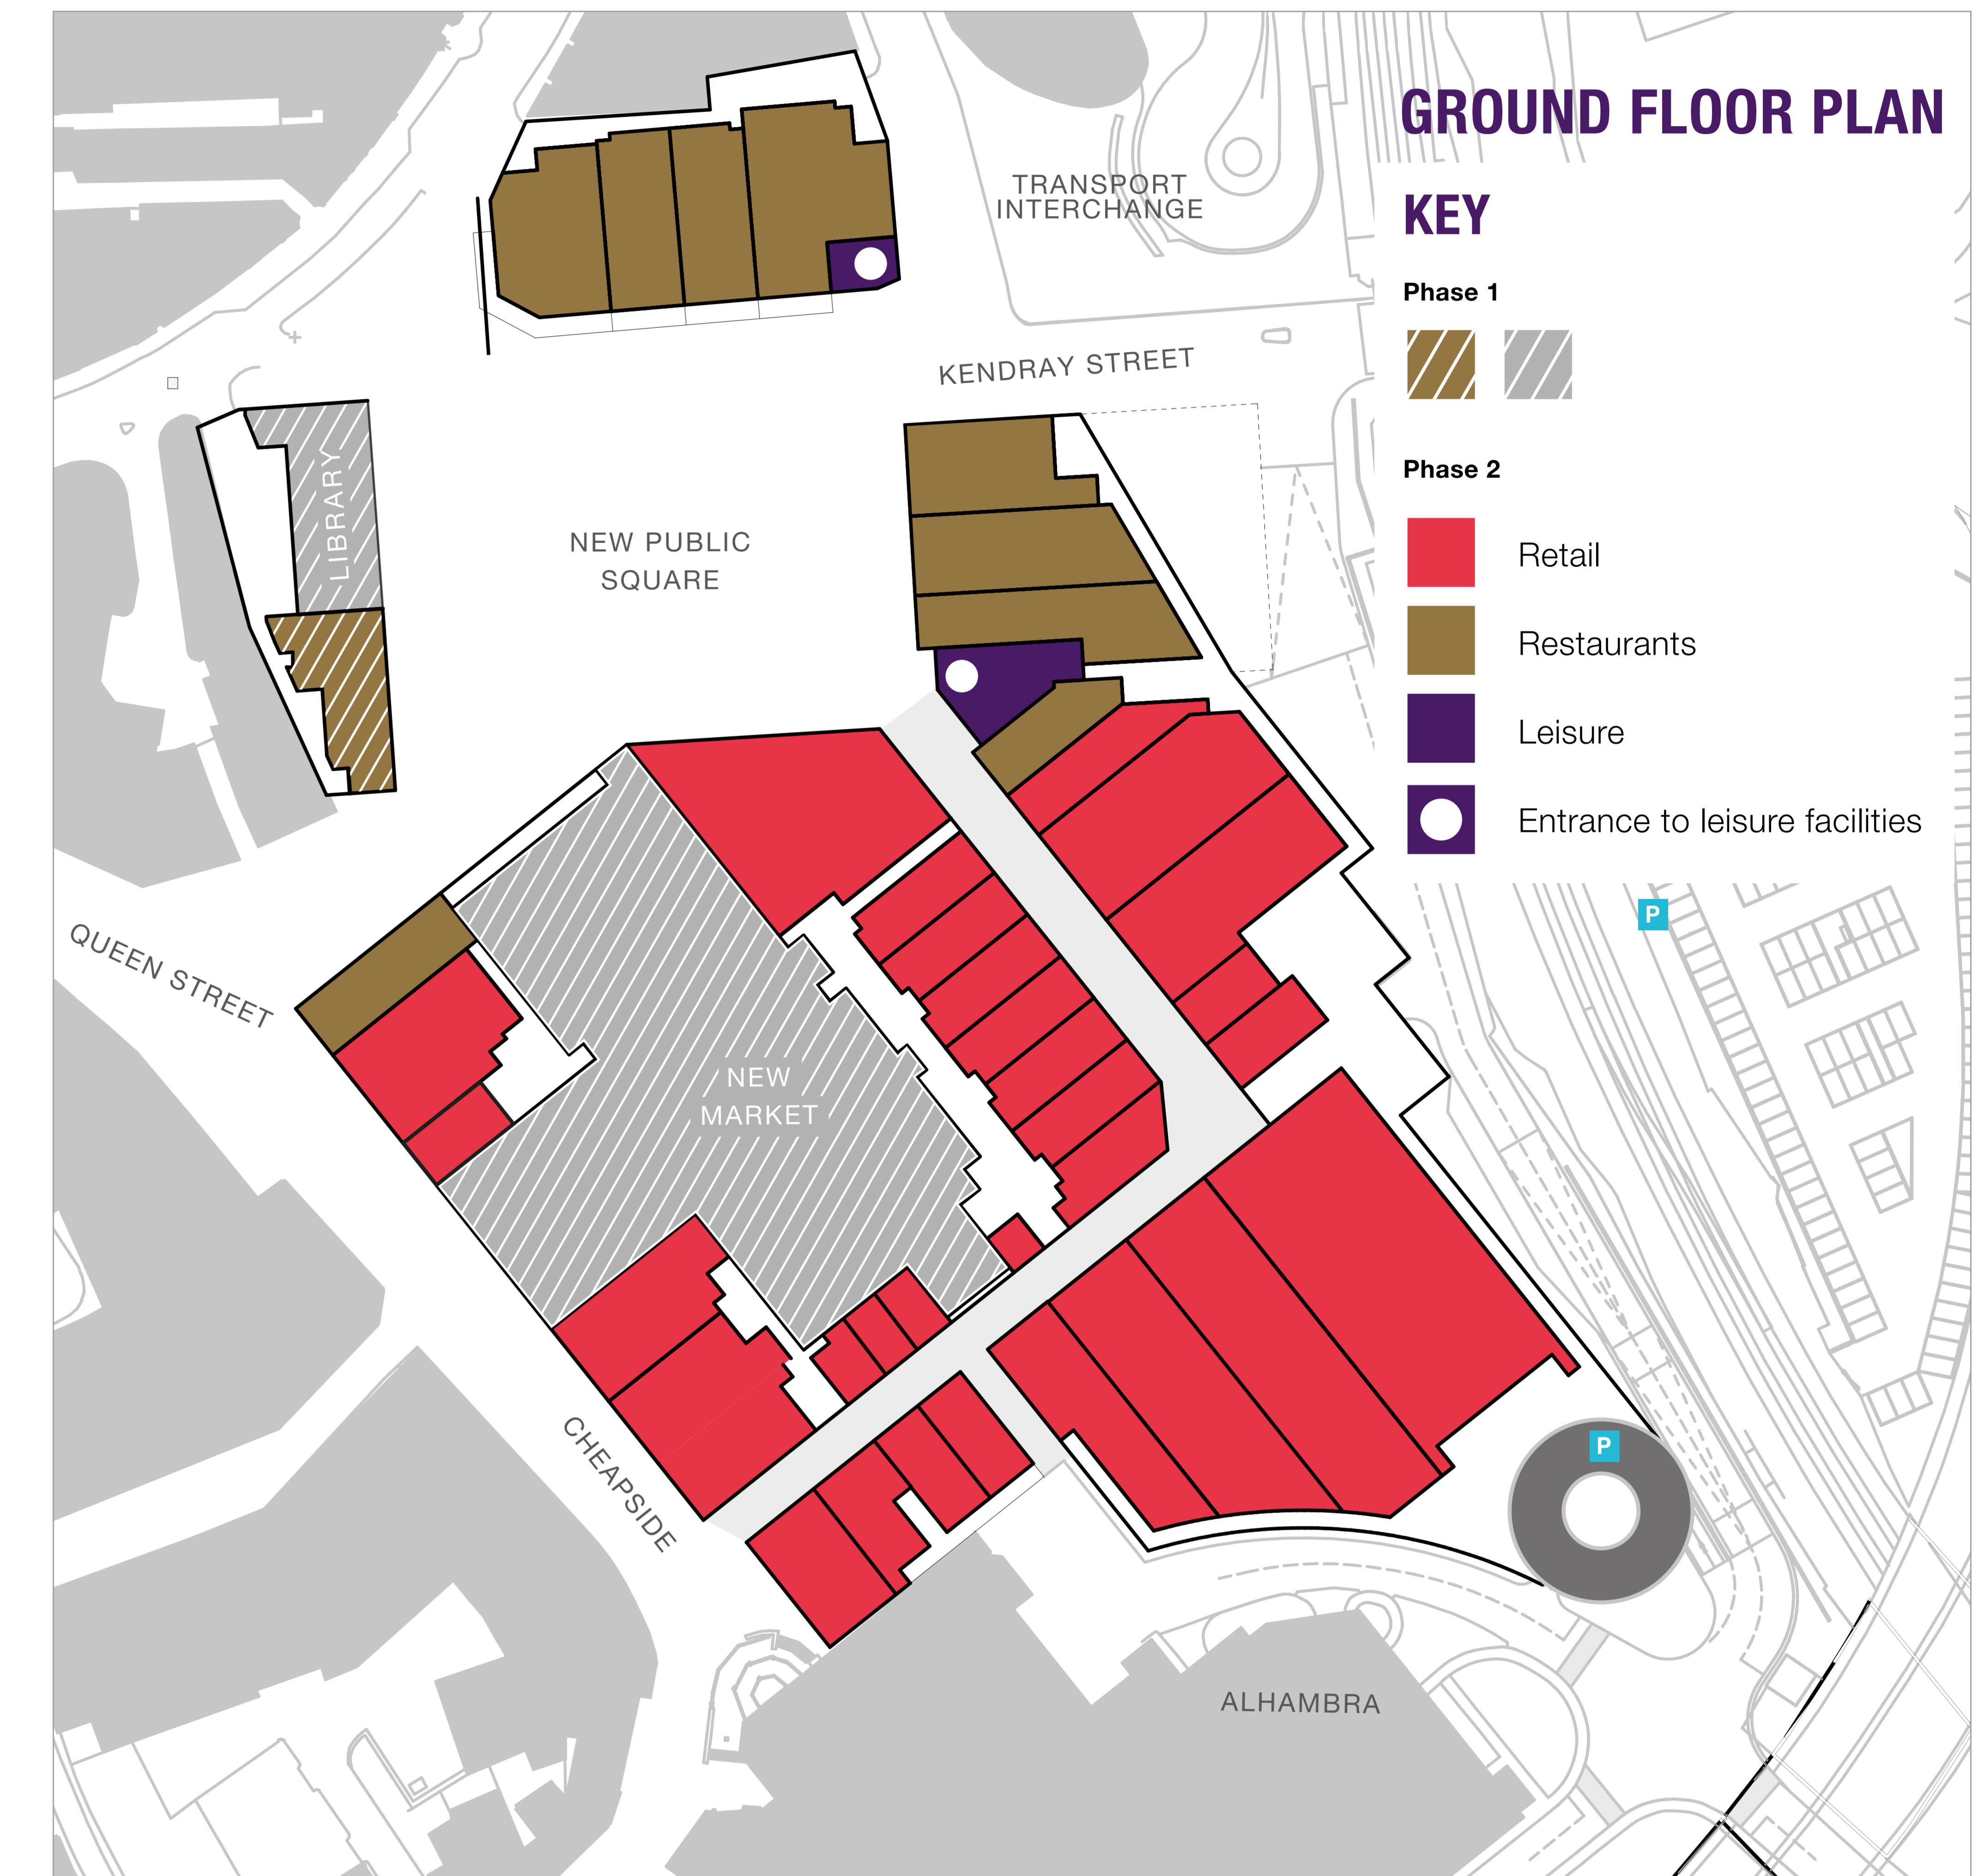 GROUND FLOOR PLAN
KEY
Phase 1
Phase 2
Retail
Restaurants
Leisure
Entrance to leisure facilities
TRANSPORT
INTERCHANGE
KENDRAY STREET
LIBRARY
NEW PUBLIC
SQUARE
QUEEN STREET
P
NEW
MARKET
CHEAPSIDE
P
ALHAMBRA